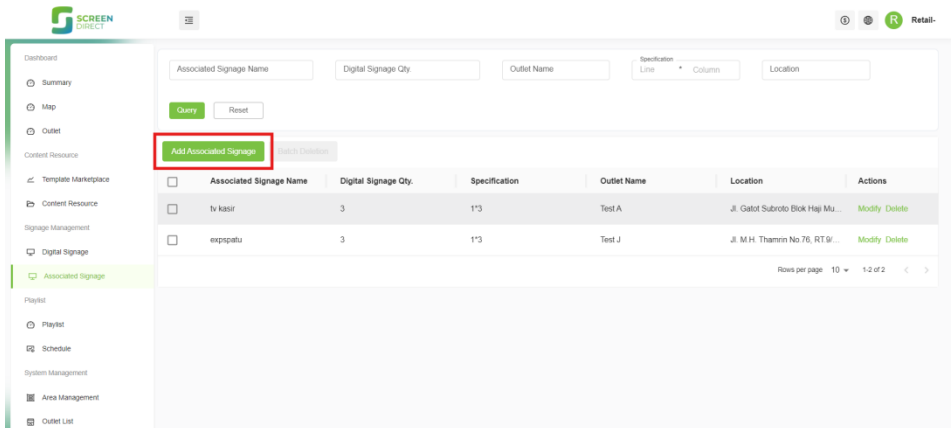 SCREEN
DIRECT
R Retail-
Dashboard
Summary
Map
Outlet
Content Resource
Template Marketplace
Content Resource
Signage Management
Digital Signage
Associated Signage
Playlist
Playlist
Schedule
System Management
Area Management
Outlet List
Associated Signage Name Digital Signage Qty. Outlet Name Specification Line * Column Location
Query Reset
Add Associated Signage Batch Deletion
Associated Signage Name Digital Signage Qty. Specification Outlet Name Location Actions
tv kasir 3 1*3 Test A Jl. Gatot Subroto Blok Haji Mu... Modify Delete
expspatu 3 1*3 Test J Jl. M.H. Thamrin No.76, RT.9/... Modify Delete
Rows per page 10 1-2 of 2 < >